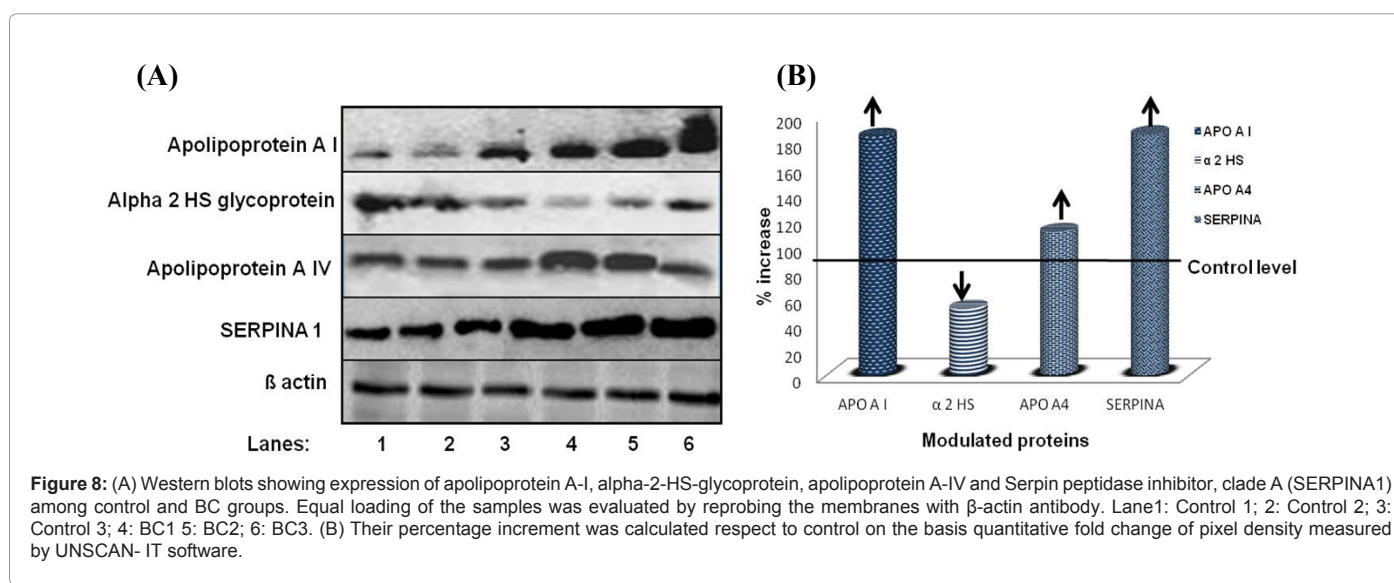 (A)
Apolipoprotein A I
Alpha 2 HS glycoprotein
Apolipoprotein A IV
SERPINA 1
ß actin
Lanes: 1 2 3 4 5 6
(B)
200
180
160
140
120
100
80
60
40
20
0
% increase
APO A I
α 2 HS
APO A4
SERPINA
Control level
APO A I α 2 HS APO A4 SERPINA
Modulated proteins
Figure 8: (A) Western blots showing expression of apolipoprotein A-I, alpha-2-HS-glycoprotein, apolipoprotein A-IV and Serpin peptidase inhibitor, clade A (SERPINA1)
among control and BC groups. Equal loading of the samples was evaluated by reprobing the membranes with β-actin antibody. Lane1: Control 1; 2: Control 2; 3:
Control 3; 4: BC1 5: BC2; 6: BC3. (B) Their percentage increment was calculated respect to control on the basis quantitative fold change of pixel density measured
by UNSCAN- IT software.